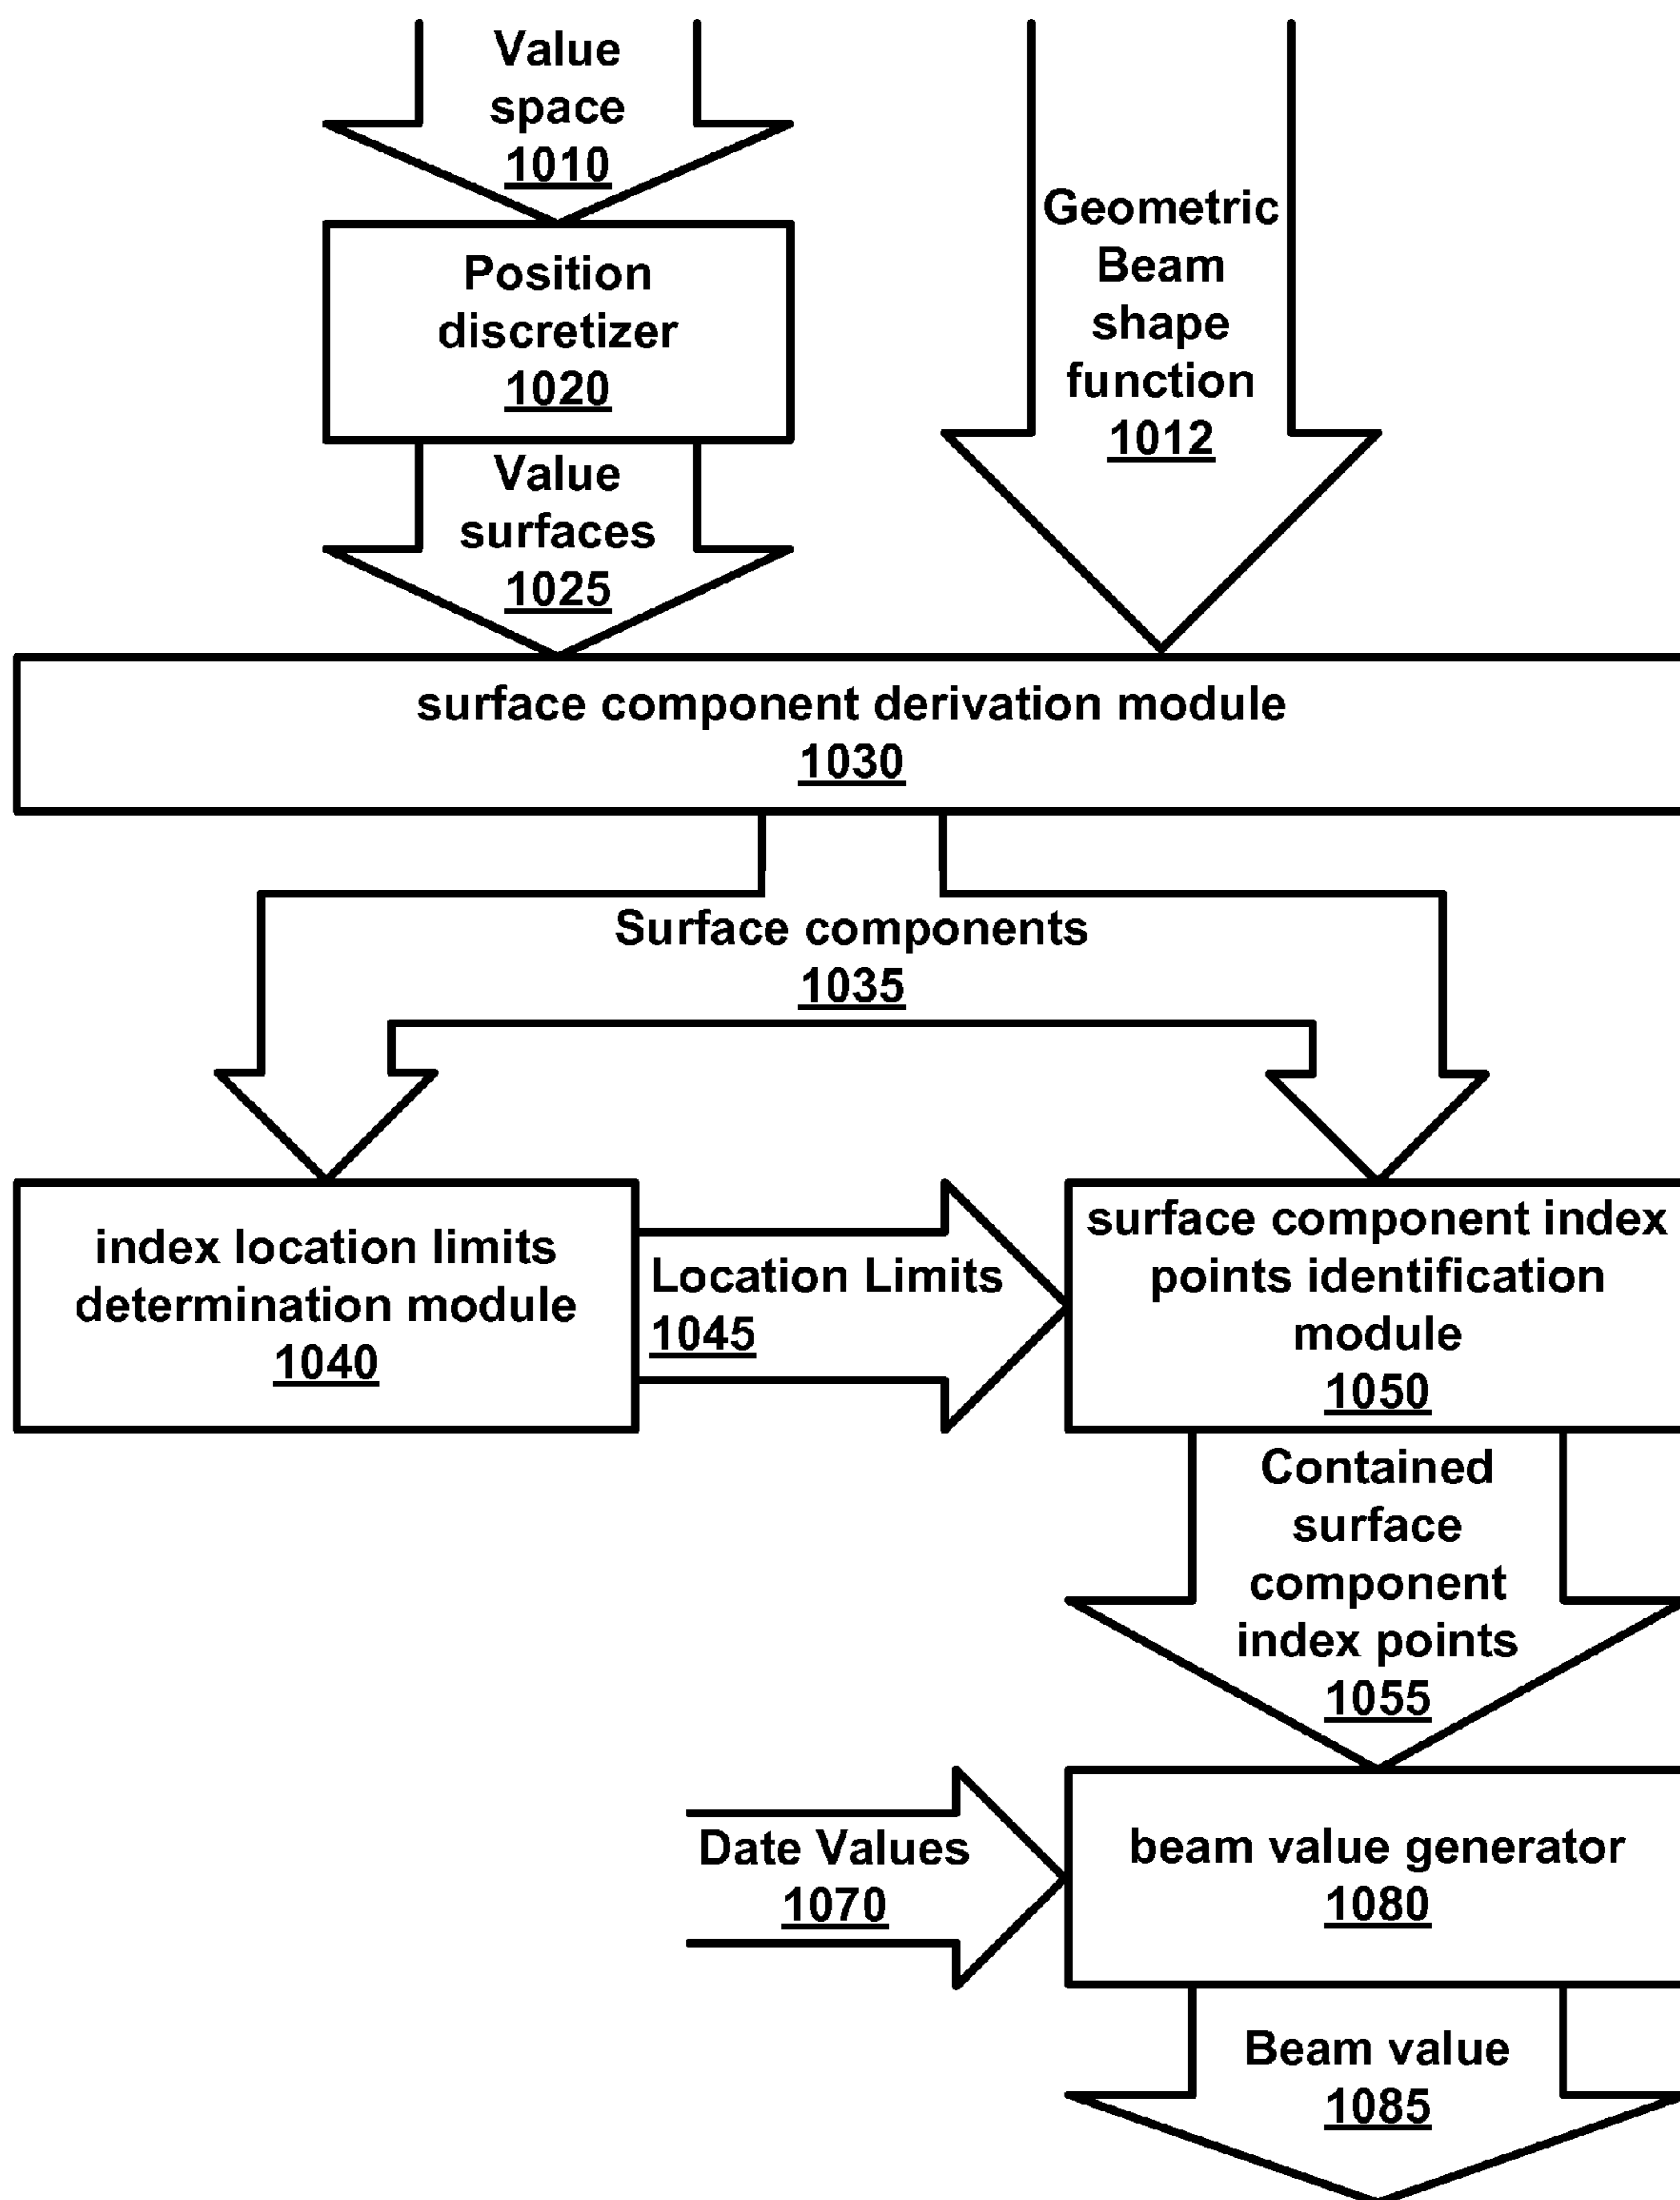 Value
space
1010
Position
discretizer
1020
Value
surfaces
1025
Geometric
Beam
shape
function
1012
surface component derivation module
1030
Surface components
1035
index location limits
determination module
1040
Location Limits
1045
surface component index
points identification
module
1050
Contained
surface
component
index points
1055
Date Values
1070
beam value generator
1080
Beam value
1085